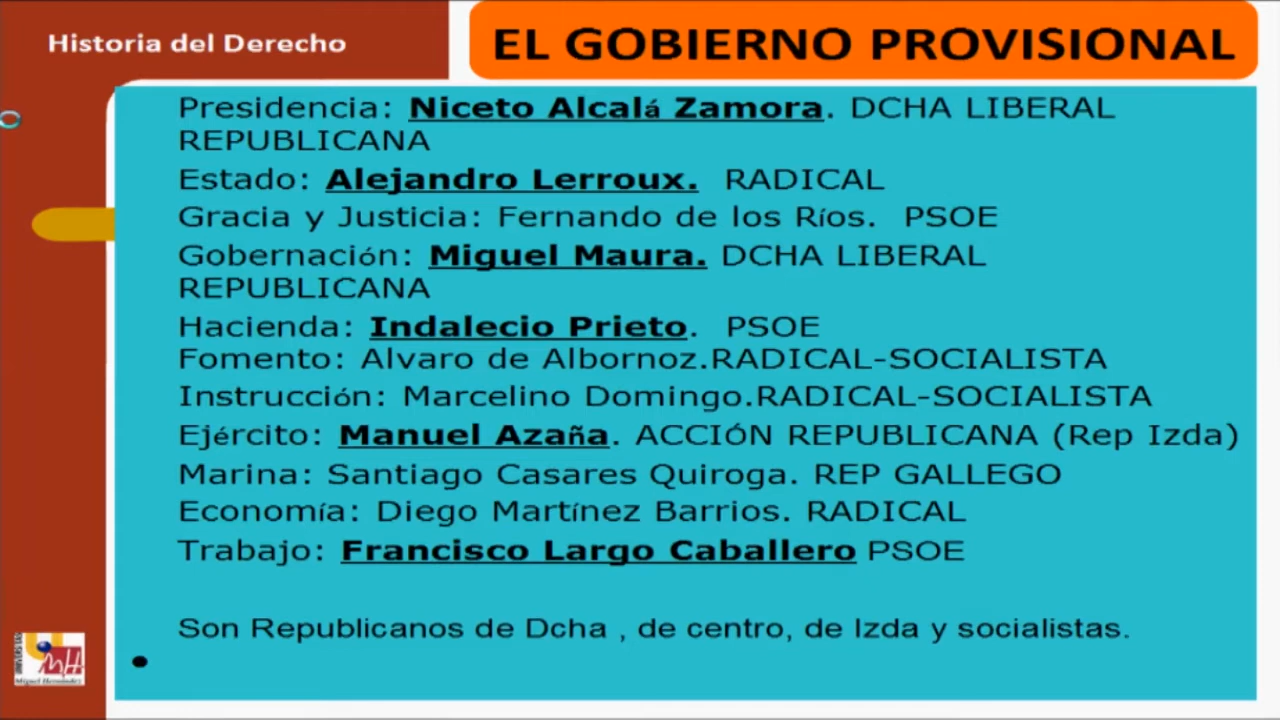 Historia del Derecho
EL GOBIERNO PROVISIONAL
Presidencia: Niceto Alcalá Zamora. DCHA LIBERAL
REPUBLICANA
Estado: Alejandro Lerroux. RADICAL
Gracia y Justicia: Fernando de los Ríos. PSOE
Gobernación: Miguel Maura. DCHA LIBERAL
REPUBLICANA
Hacienda: Indalecio Prieto. PSOE
Fomento: Alvaro de Albornoz.RADICAL-SOCIALISTA
Instrucción: Marcelino Domingo.RADICAL-SOCIALISTA
Ejército: Manuel Azaña. ACCIÓN REPUBLICANA (Rep Izda)
Marina: Santiago Casares Quiroga. REP GALLEGO
Economía: Diego Martínez Barrios. RADICAL
Trabajo: Francisco Largo Caballero PSOE
Son Republicanos de Dcha , de centro, de Izda y socialistas.
MH
Miguel Hernández